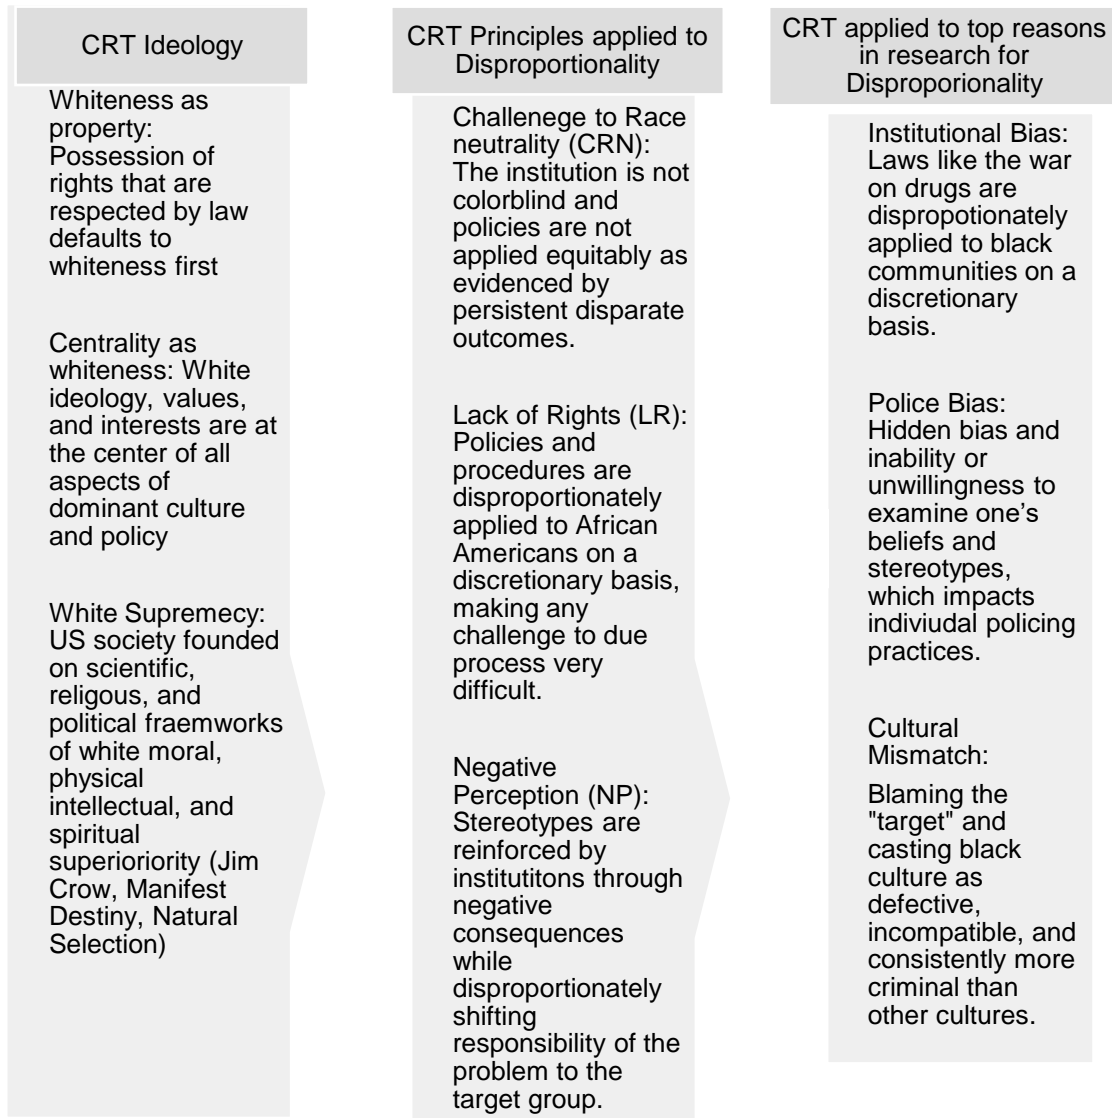 CRT Ideology
Whiteness as
property:
Possession of
rights that are
respected by law
defaults to
whiteness first
Centrality as
whiteness: White
ideology, values,
and interests are at
the center of all
aspects of
dominant culture
and policy
White Supremecy:
US society founded
on scientific,
religous, and
political fraemworks
of white moral,
physical
intellectual, and
spiritual
superioriority (Jim
Crow, Manifest
Destiny, Natural
Selection)
CRT Principles applied to
Disproportionality
Challenege to Race
neutrality (CRN):
The institution is not
colorblind and
policies are not
applied equitably as
evidenced by
persistent disparate
outcomes.
Lack of Rights (LR):
Policies and
procedures are
disproportionately
applied to African
Americans on a
discretionary basis,
making any
challenge to due
process very
difficult.
Negative
Perception (NP):
Stereotypes are
reinforced by
instititutons through
negative
consequences
while
disproportionately
shifting
responsibility of the
problem to the
target group.
CRT applied to top reasons
in research for
Disproporionality
Institutional Bias:
Laws like the war
on drugs are
dispropotionately
applied to black
communities on a
discretionary
basis.
Police Bias:
Hidden bias and
inability or
unwillingness to
examine one’s
beliefs and
stereotypes,
which impacts
indiviudal policing
practices.
Cultural
Mismatch:
Blaming the
"target" and
casting black
culture as
defective,
incompatible, and
consistently more
criminal than
other cultures.